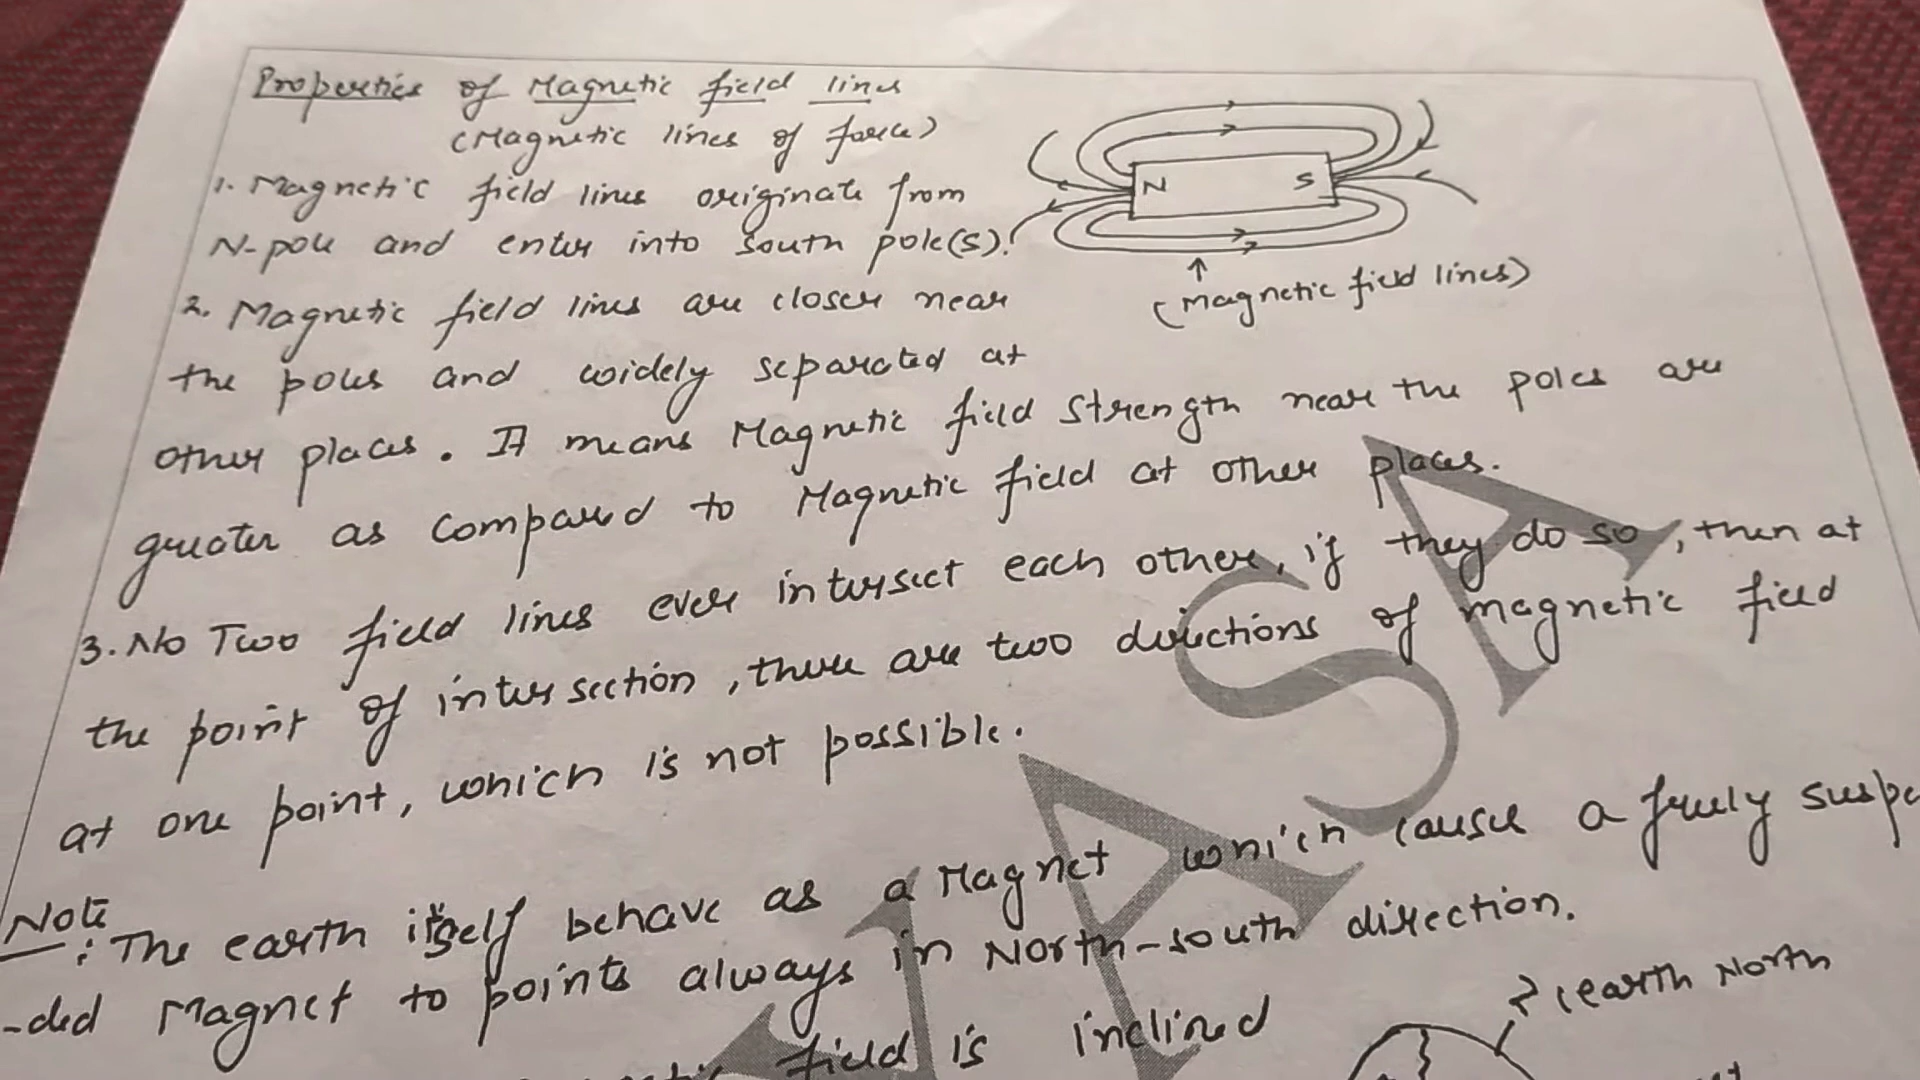 Properties of Magnetic field lines
(Magnetic lines of force)
1. Magnetic field lines originate from
N-pole and enter into south pole(s).
N S
(Magnetic field lines)
2. Magnetic field lines are closer near
the poles and widely separated at
other places. It means Magnetic field strength near the poles are
greater as compared to Magnetic field at other places.
3. No Two field lines ever intersect each other, if they do so, then at
the point of intersection, there are two directions of magnetic field
at one point, which is not possible.
Note: The earth itself behave as a Magnet which causes a freely suspe
-ded Magnet to points always in North-south direction.
(earth North
field is inclined